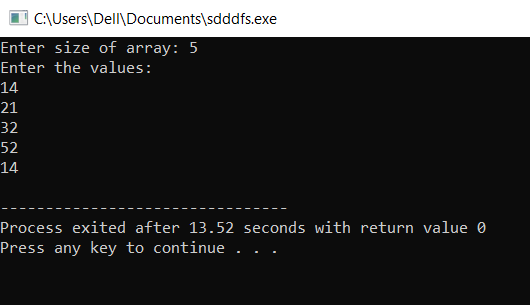 C:\Users\Dell\Documents\sdddfs.exe
Enter size of array: 5
Enter the values:
14
21
32
52
14
--------------------------------
Process exited after 13.52 seconds with return value 0
Press any key to continue . . .